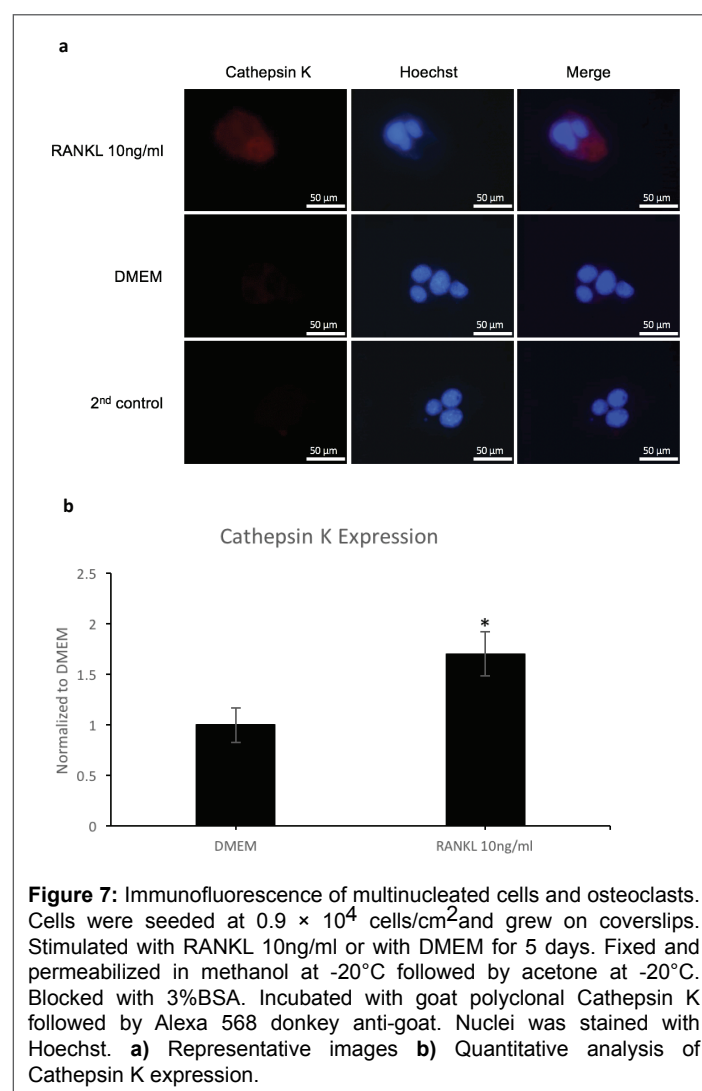 a
Cathepsin K Hoechst Merge
RANKL 10ng/ml
50 µm 50 µm 50 µm
DMEM
50 µm 50 µm 50 µm
2nd control
50 µm 50 µm 50 µm
b
Cathepsin K Expression
Normalized to DMEM
2.5
2
1.5
1
0.5
0
*
DMEM RANKL 10ng/ml
Figure 7: Immunofluorescence of multinucleated cells and osteoclasts.
Cells were seeded at 0.9 × 10⁴ cells/cm²and grew on coverslips.
Stimulated with RANKL 10ng/ml or with DMEM for 5 days. Fixed and
permeabilized in methanol at -20°C followed by acetone at -20°C.
Blocked with 3%BSA. Incubated with goat polyclonal Cathepsin K
followed by Alexa 568 donkey anti-goat. Nuclei was stained with
Hoechst. a) Representative images b) Quantitative analysis of
Cathepsin K expression.